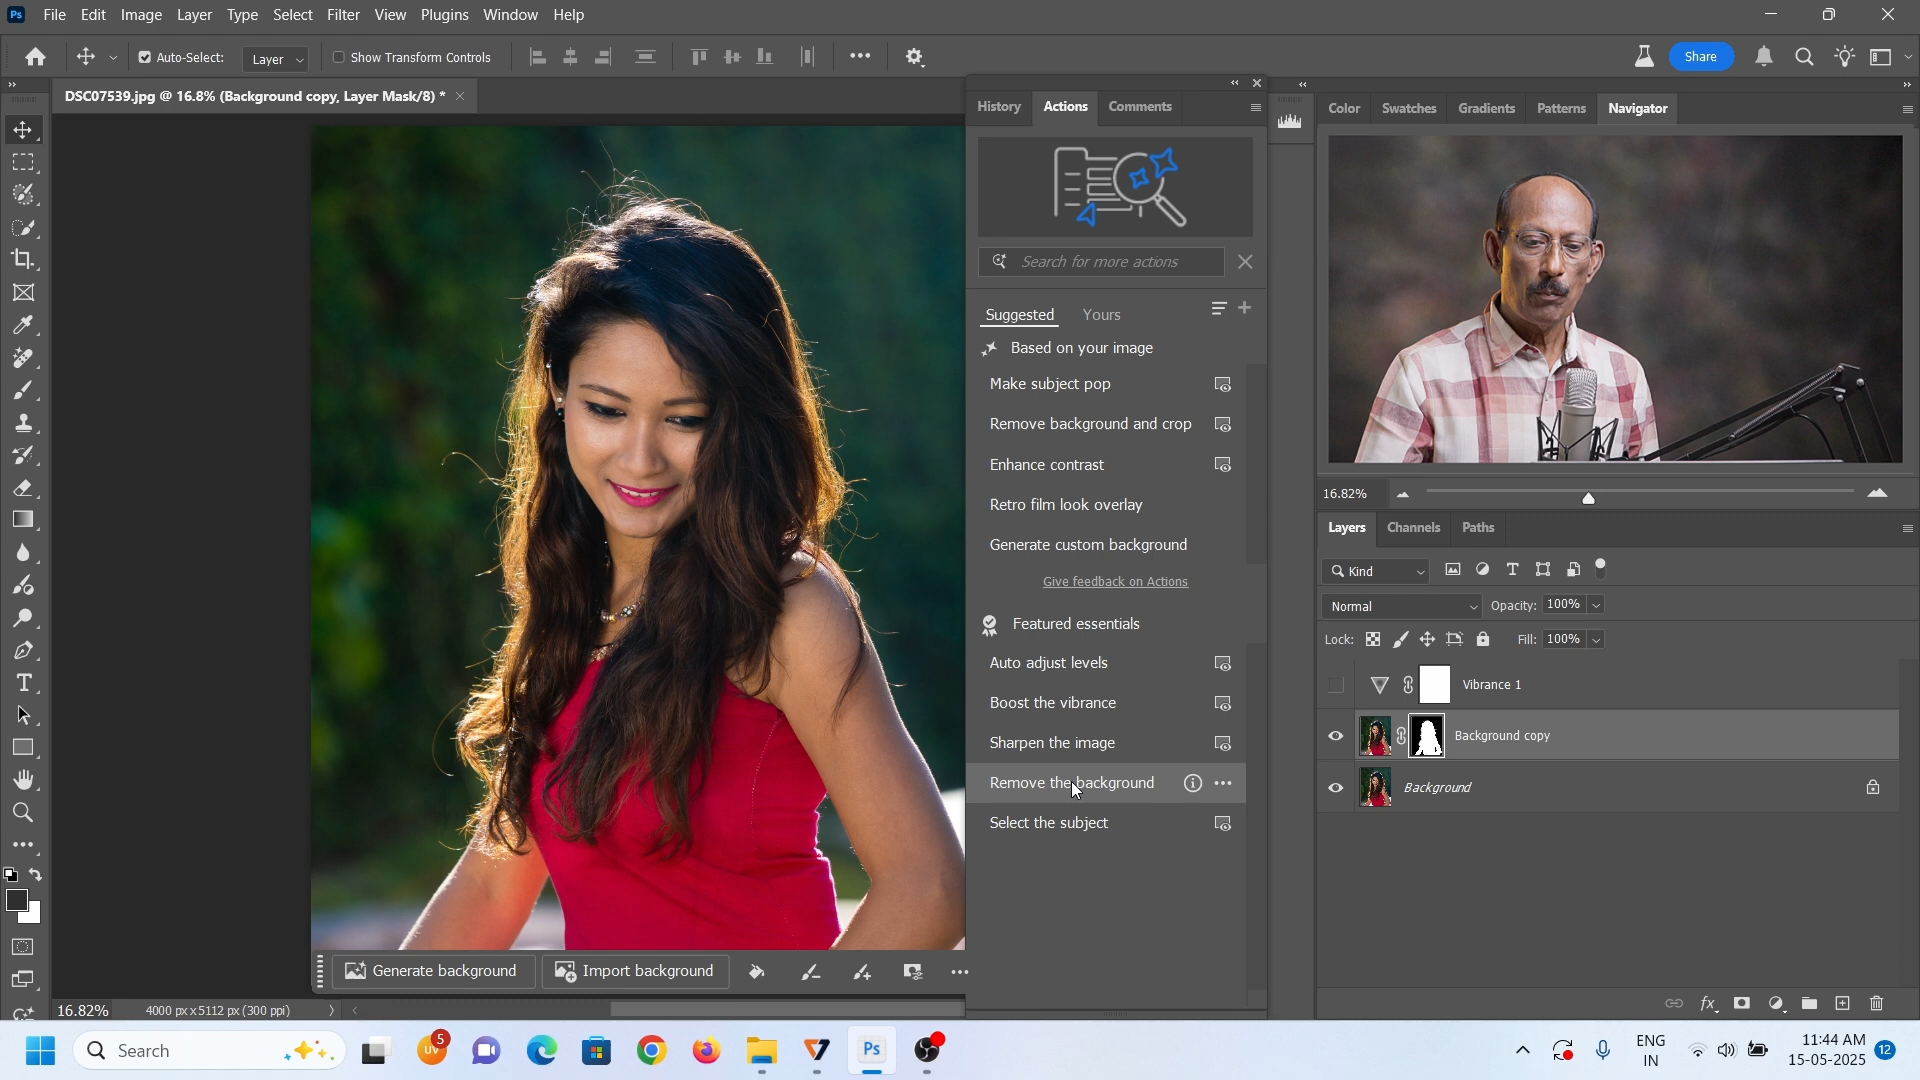 Ps File Edit Image Layer Type Select Filter View Plugins Window Help
Auto-Select: Layer Show Transform Controls Share
DSC07539.jpg @ 16.8% (Background copy, Layer Mask/8) *
History Actions Comments
Search for more actions
Suggested Yours
Based on your image
Make subject pop
Remove background and crop
Enhance contrast
Retro film look overlay
Generate custom background
Give feedback on Actions
Featured essentials
Auto adjust levels
Boost the vibrance
Sharpen the image
Remove the background
Select the subject
Color Swatches Gradients Patterns Navigator
16.82%
Layers Channels Paths
Kind
Normal Opacity: 100%
Lock: Fill: 100%
Vibrance 1
Background copy
Background
Generate background Import background
16.82% 4000 px x 5112 px (300 ppi)
Search
UV 5
Ps
ENG
IN
11:44 AM
15-05-2025
12